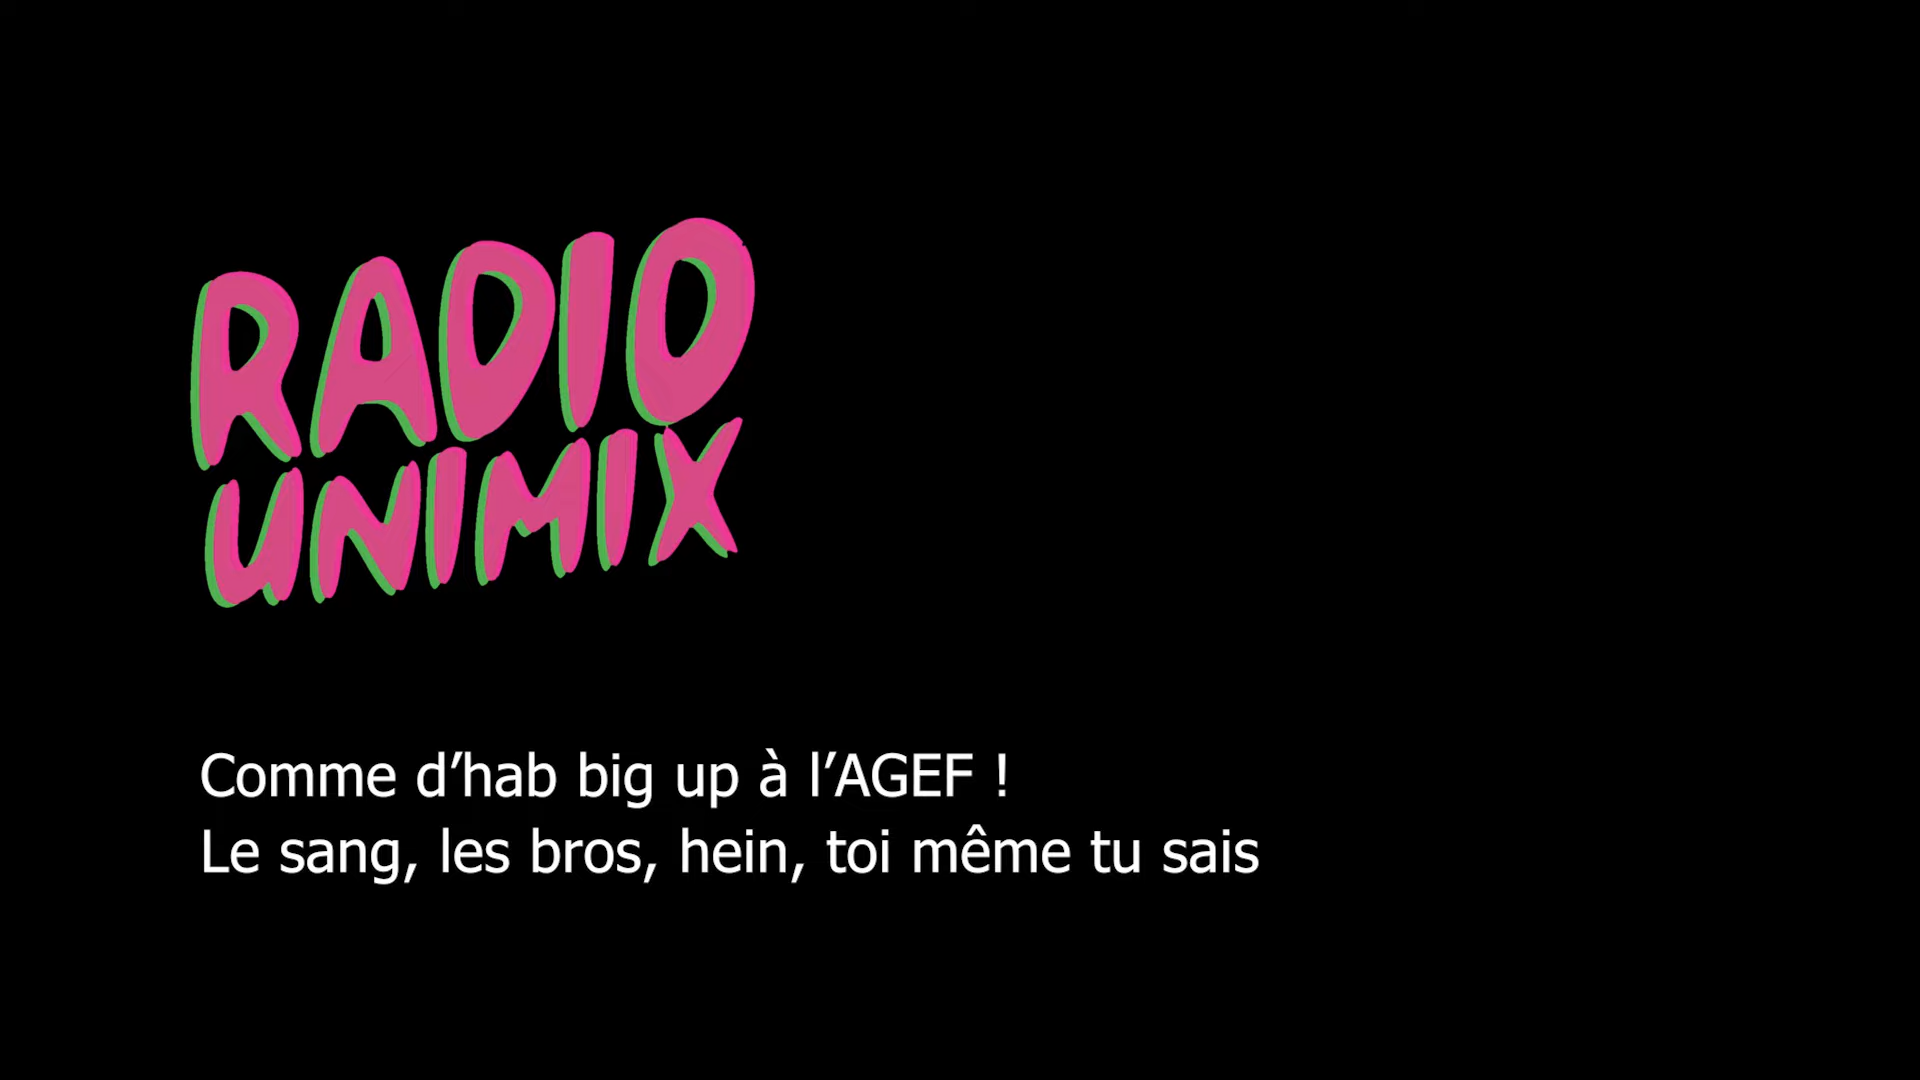 RADIO
UNIMIX
Comme d’hab big up à l’AGEF !
Le sang, les bros, hein, toi même tu sais